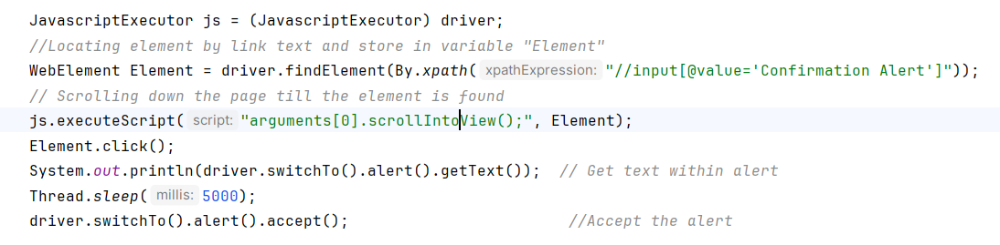 JavascriptExecutor js = (JavascriptExecutor) driver;
//Locating element by link text and store in variable "Element"
WebElement Element = driver.findElement(By.xpath( xpathExpression: "//input[@value='Confirmation Alert']"));
// Scrolling down the page till the element is found
js.executeScript( script: "arguments[0].scrollIntoView();", Element);
Element.click();
System.out.println(driver.switchTo().alert().getText());  // Get text within alert
Thread.sleep( millis: 5000);
driver.switchTo().alert().accept();                        //Accept the alert